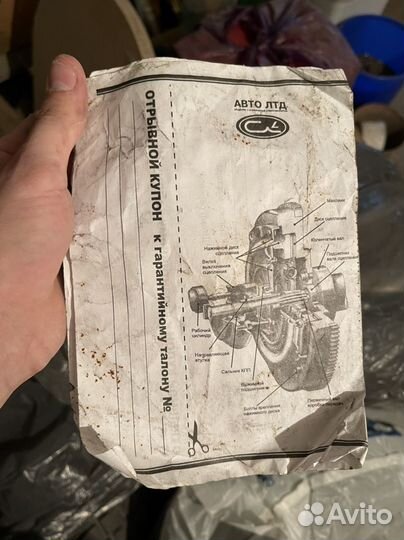 АВТО ЛТД
ОТРЫВНОЙ КУПОН к гарантийному талону №
Маховик
Диск сцепления
Коленчатый вал
Нажимной диск
сцепления
Вилка
выключения
сцепления
Подшипник
Рабочий
цилиндр
Направляющая
втулка
Сальник КПП
Выжимной
подшипник
Болты крепления
нажимного диска
Первичный вал
коробки передач
Avito